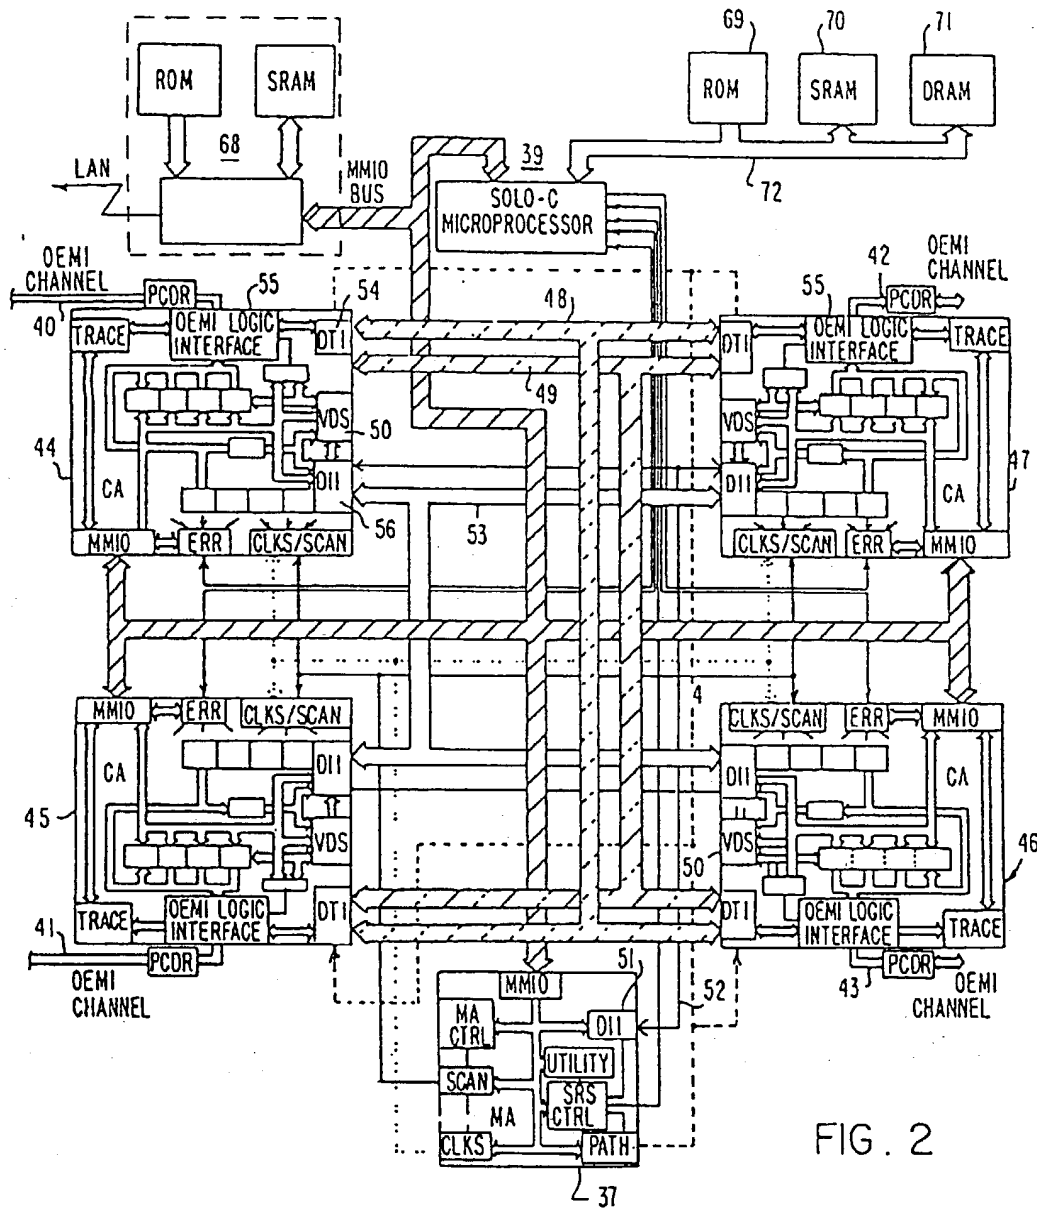 69
70
71
ROM
SRAM
ROM
SRAM
DRAM
68
39
LAN
MMIO
BUS
72
SOLO-C
MICROPROCESSOR
OEMI
CHANNEL
PCDR
55
54
48
55
42
OEMI
CHANNEL
PCDR
40
TRACE
OEMI LOGIC
INTERFACE
DTI
DTI
OEMI LOGIC
INTERFACE
TRACE
49
VDS
50
VDS
44
DII
DII
47
CA
56
53
CA
MMIO
ERR
CLKS/SCAN
CLKS/SCAN
ERR
MMIO
4
MMIO
ERR
CLKS/SCAN
CLKS/SCAN
ERR
MMIO
CA
DII
DII
CA
45
VDS
VDS
46
50
TRACE
OEMI LOGIC
INTERFACE
DTI
DTI
OEMI LOGIC
INTERFACE
TRACE
41
PCDR
OEMI
CHANNEL
43
PCDR
OEMI
CHANNEL
51
52
MMIO
MA
CTRL
DII
UTILITY
SCAN
SRS
CTRL
MA
CLKS
PATH
37
FIG. 2